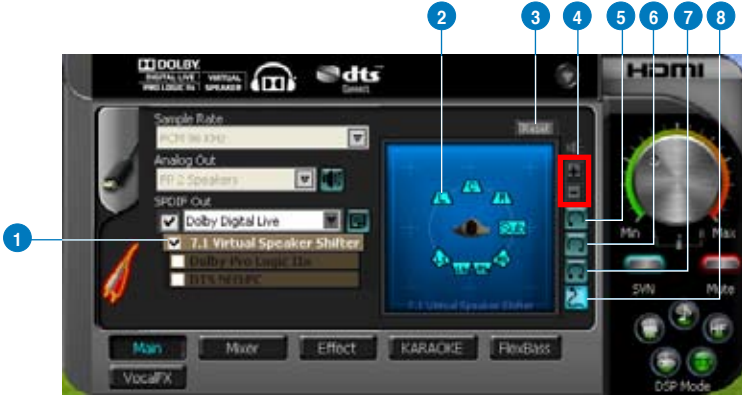 2 3 4 5 6 7 8
DOLBY
DIGITAL LIVE
PRO LOGIC IIx
VIRTUAL
SPEAKER
dts
Connect
HDMI
Sample Rate
PCM 96 KHz
Reset
Analog Out
FP 2 Speakers
SPDIF Out
Dolby Digital Live
1
7.1 Virtual Speaker Shifter
Dolby Pro Logic IIx
DTS NEO:PC
L C R
Sub
7.1 Virtual Speaker Shifter
Min
Max
SVN
Mute
Main Mixer Effect KARAOKE FlexBass
VocalFX
HF
DSP Mode